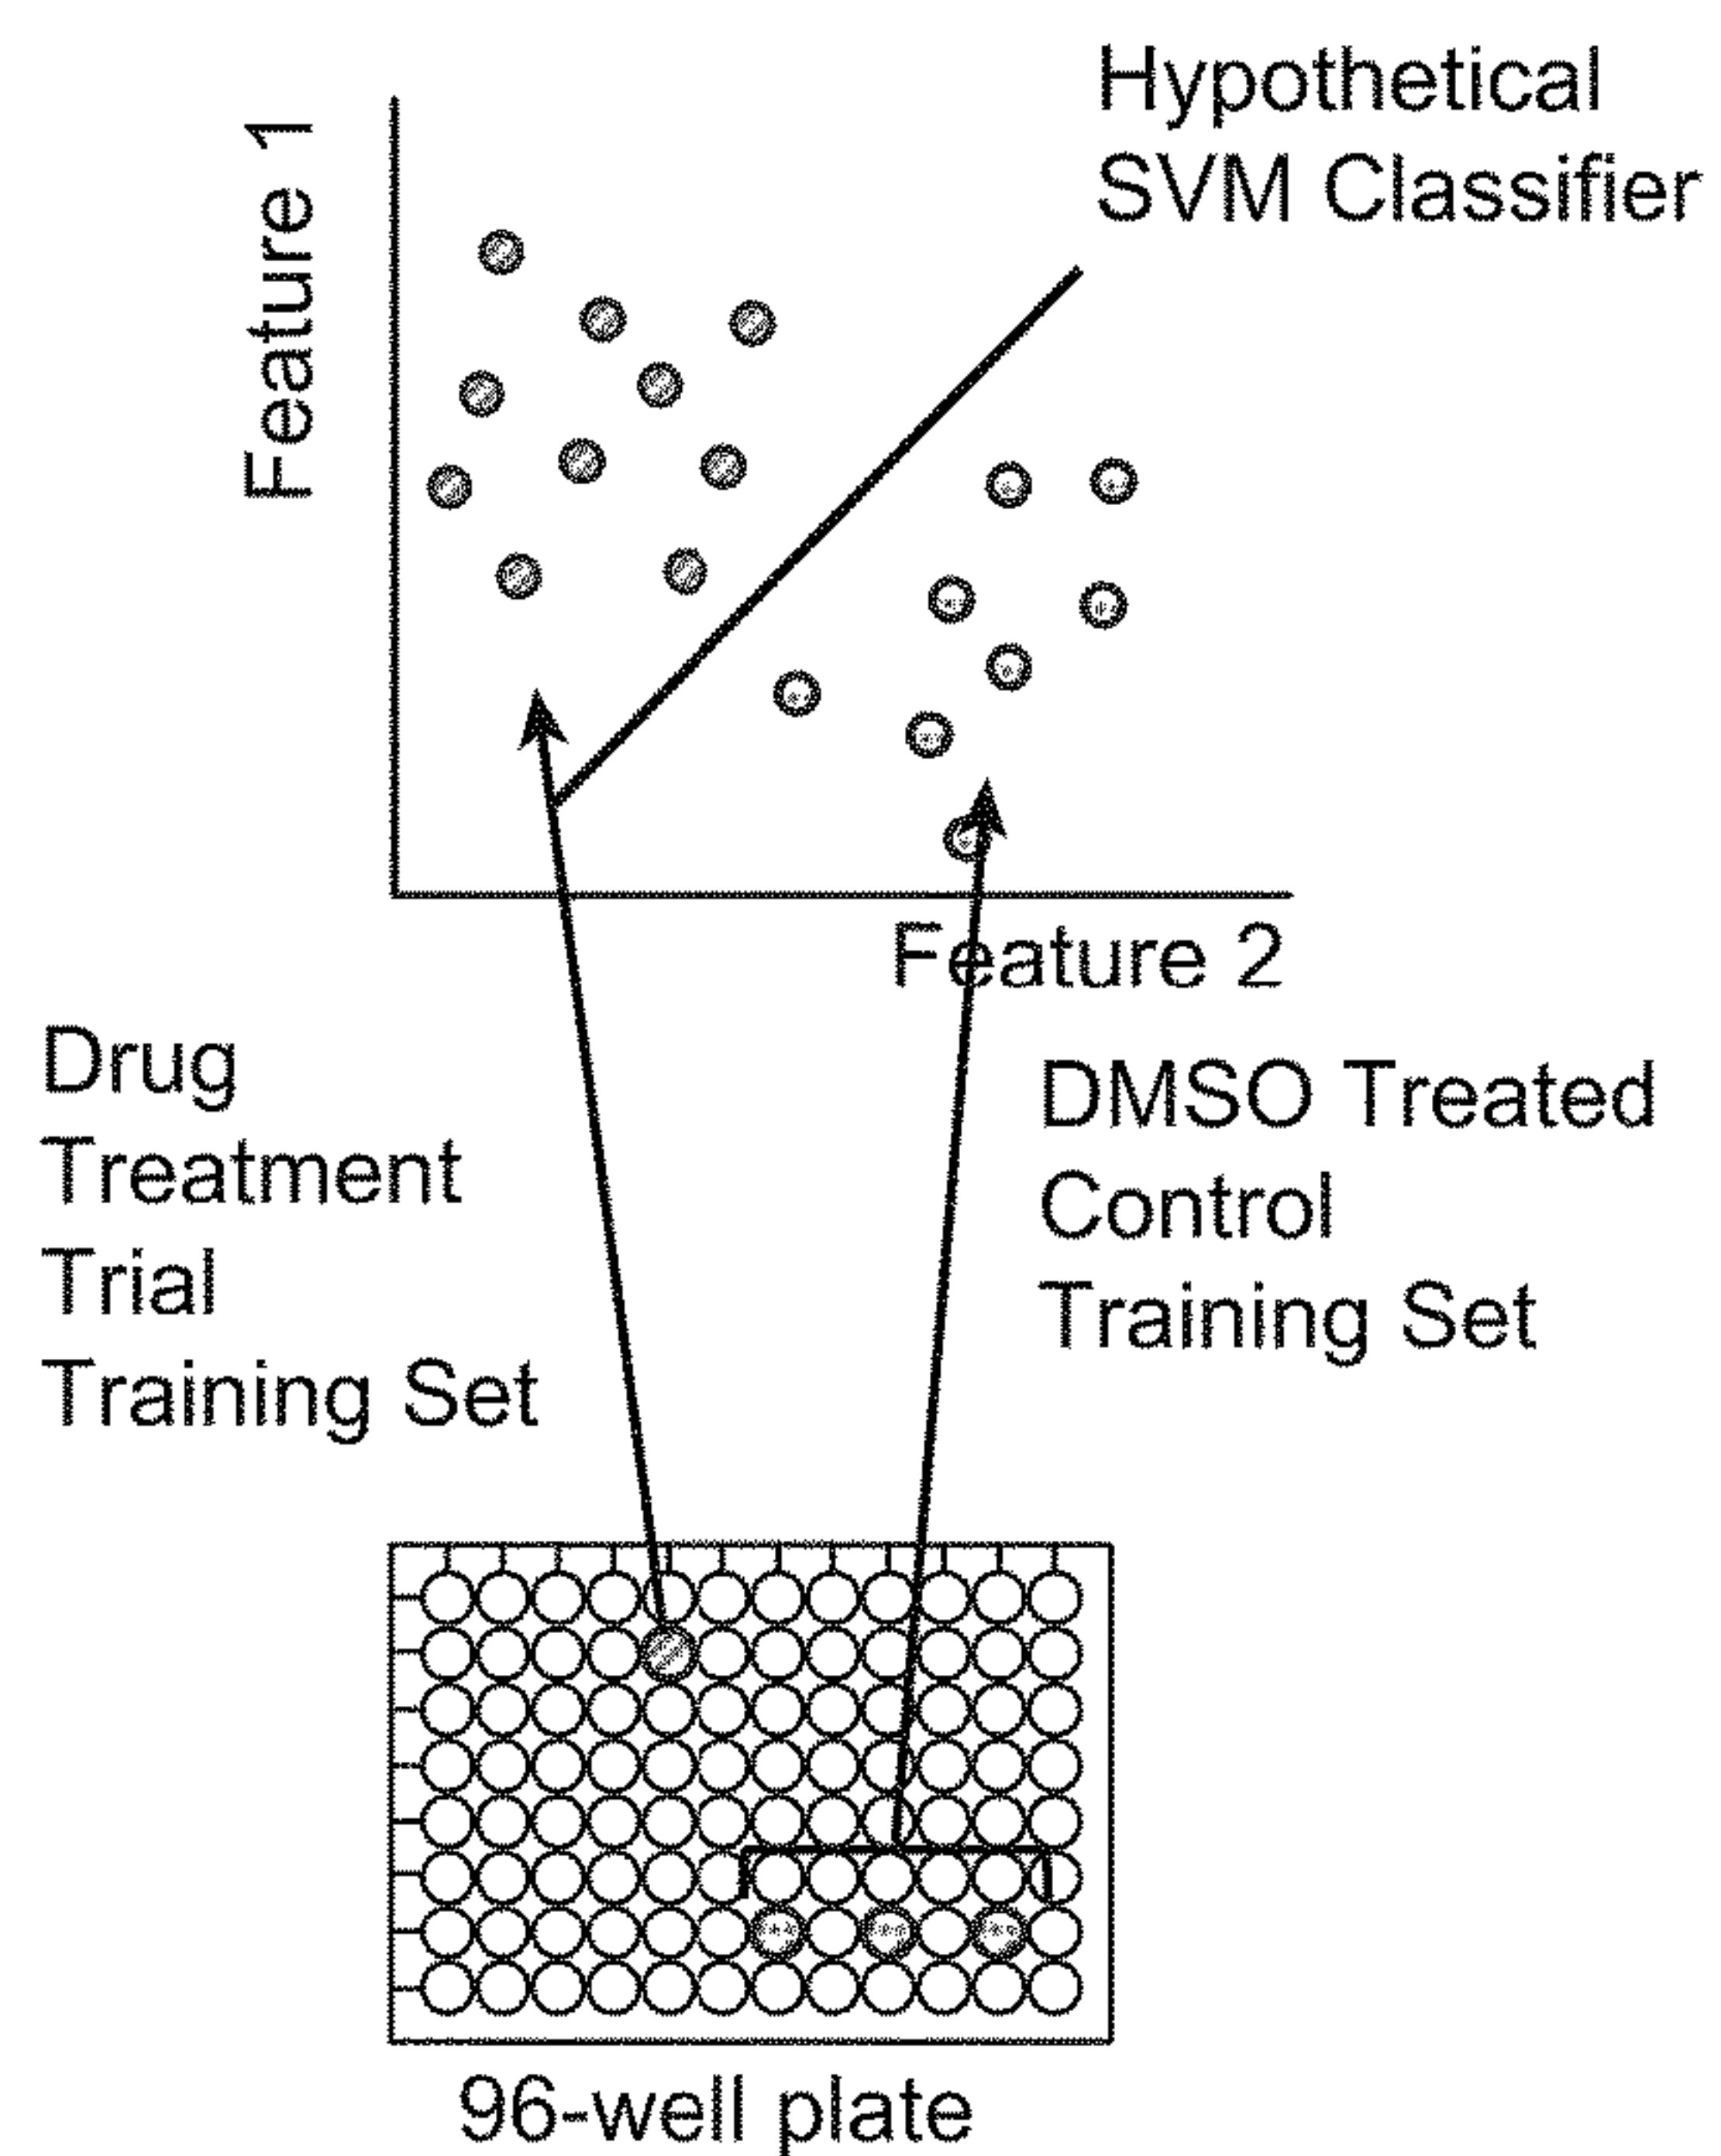 Hypothetical
SVM Classifier
Feature 1
Feature 2
Drug
Treatment
Trial
Training Set
DMSO Treated
Control
Training Set
96-well plate